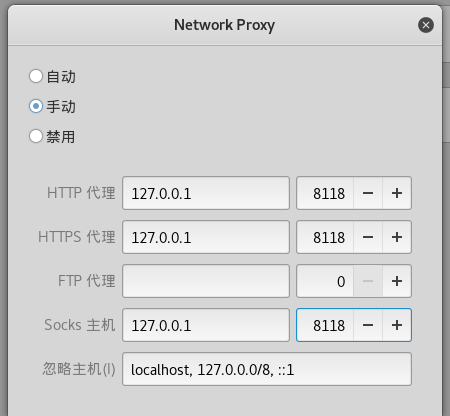 Network Proxy
自动
手动
禁用
HTTP 代理 127.0.0.1 8118
HTTPS 代理 127.0.0.1 8118
FTP 代理 0
Socks 主机 127.0.0.1 8118
忽略主机(I) localhost, 127.0.0.0/8, ::1